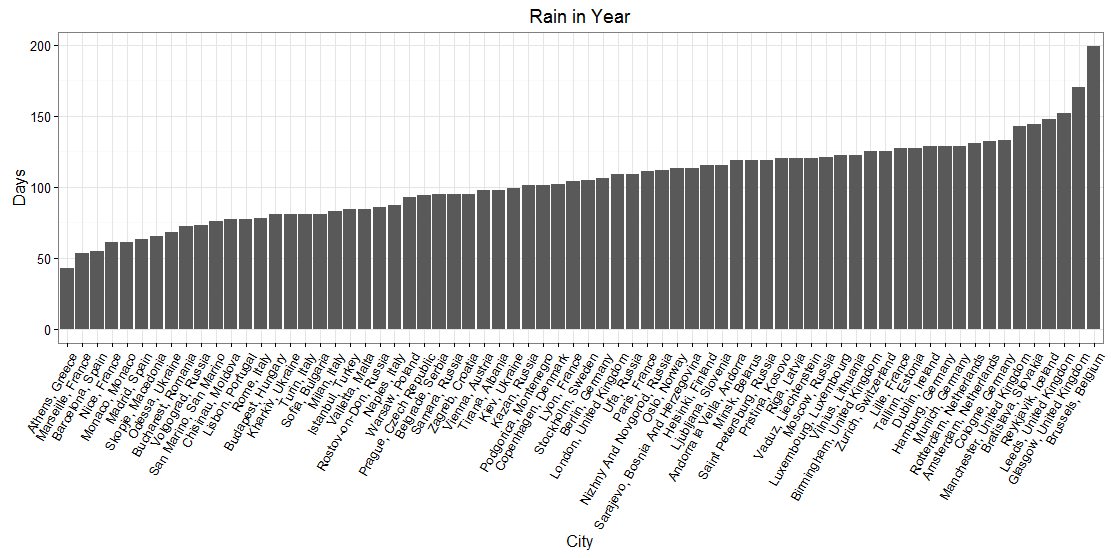 Rain in Year
Days
200
150
100
50
0
Athens, Greece
Marseille, France
Barcelona, Spain
Nice, France
Monaco, Monaco
Madrid, Spain
Skopje, Macedonia
Odessa, Ukraine
Bucharest, Romania
Volgograd, Russia
San Marino, San Marino
Chisinau, Moldova
Lisbon, Portugal
Rome, Italy
Budapest, Hungary
Kharkiv, Ukraine
Turin, Italy
Sofia, Bulgaria
Milan, Italy
Istanbul, Turkey
Valletta, Malta
Rostov-on-Don, Russia
Naples, Italy
Warsaw, Poland
Prague, Czech Republic
Belgrade, Serbia
Samara, Russia
Zagreb, Croatia
Vienna, Austria
Tirana, Albania
Kiev, Ukraine
Kazan, Russia
Podgorica, Montenegro
Copenhagen, Denmark
Lyon, France
Stockholm, Sweden
Berlin, Germany
London, United Kingdom
Ufa, Russia
Paris, France
Nizhny And Novgorod, Russia
Oslo, Norway
Sarajevo, Bosnia And Herzegovina
Helsinki, Finland
Ljubljana, Slovenia
Andorra la Vella, Andorra
Minsk, Belarus
Saint Petersburg, Russia
Pristina, Kosovo
Riga, Latvia
Vaduz, Liechtenstein
Moscow, Russia
Luxembourg, Luxembourg
Vilnius, Lithuania
Birmingham, United Kingdom
Zurich, Switzerland
Lille, France
Tallinn, Estonia
Dublin, Ireland
Hamburg, Germany
Munich, Germany
Rotterdam, Netherlands
Amsterdam, Netherlands
Cologne, Germany
Manchester, United Kingdom
Bratislava, Slovakia
Reykjavik, Iceland
Leeds, United Kingdom
Glasgow, United Kingdom
Brussels, Belgium
City